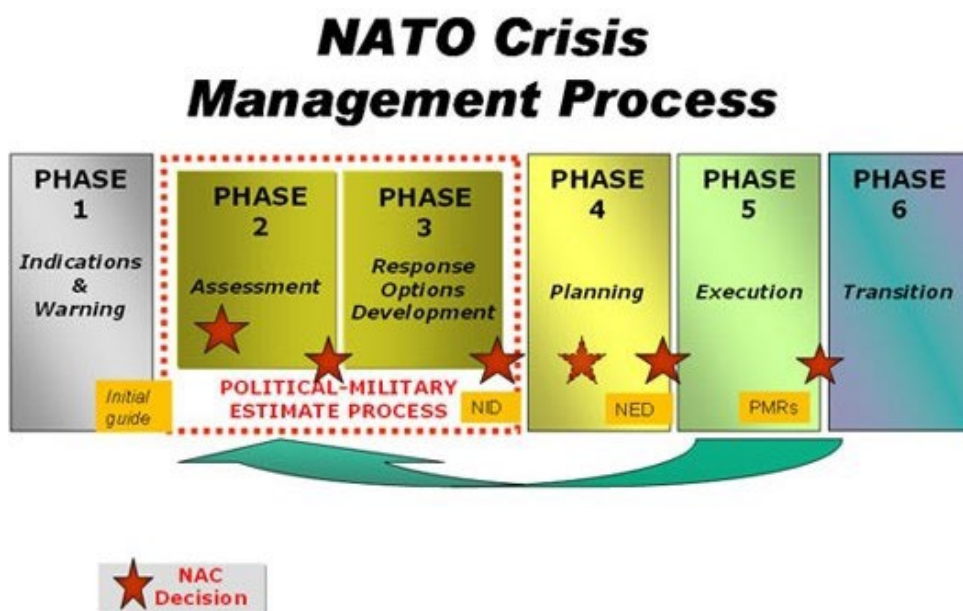 NATO Crisis
Management Process
PHASE
1
Indications
&
Warning
Initial
guide
PHASE
2
Assessment
PHASE
3
Response
Options
Development
POLITICAL-MILITARY
ESTIMATE PROCESS
NID
PHASE
4
Planning
NED
PHASE
5
Execution
PMRs
PHASE
6
Transition
NAC
Decision